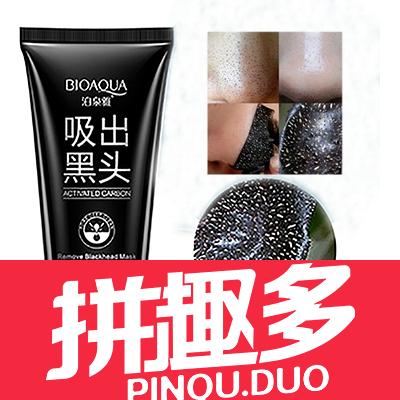 BIOAQUA
泊泉雅
吸出
黑头
ACTIVATED CARBON
Remove Blackhead Mask
拼趣多
PINQU.DUO